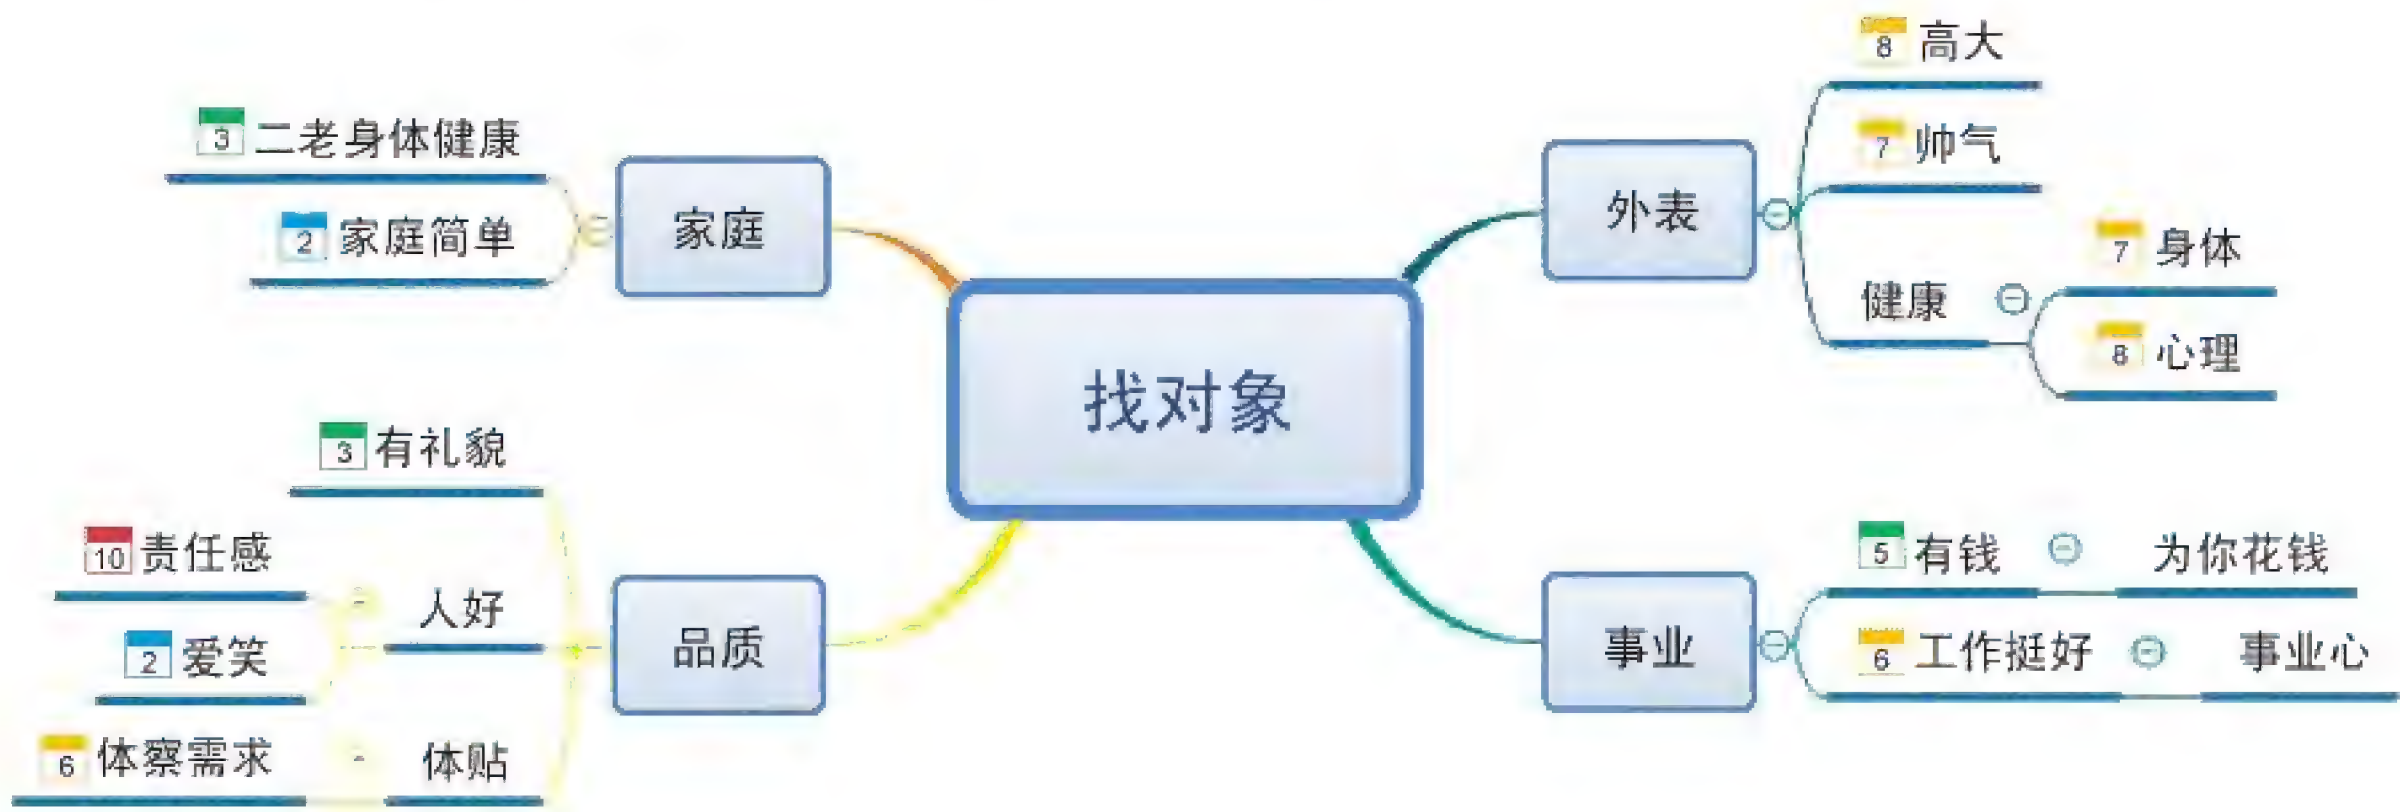 找对象
外表
8 高大
7 帅气
健康
7 身体
8 心理
事业
5 有钱
为你花钱
6 工作挺好
事业心
家庭
3 二老身体健康
2 家庭简单
品质
3 有礼貌
人好
10 责任感
2 爱笑
体贴
6 体察需求